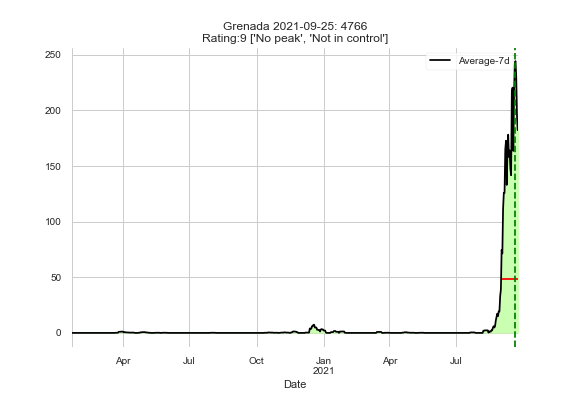 Grenada 2021-09-25: 4766
Rating:9 ['No peak', 'Not in control']
Average-7d
250
200
150
100
50
0
Apr
Jul
Oct
Jan
2021
Apr
Jul
Date